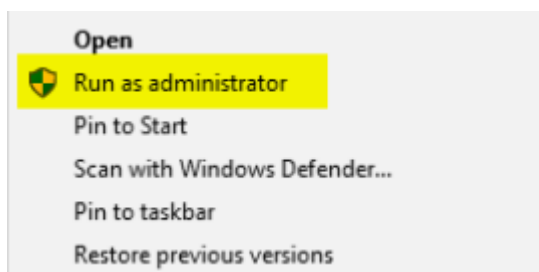 Open
Run as administrator
Pin to Start
Scan with Windows Defender...
Pin to taskbar
Restore previous versions